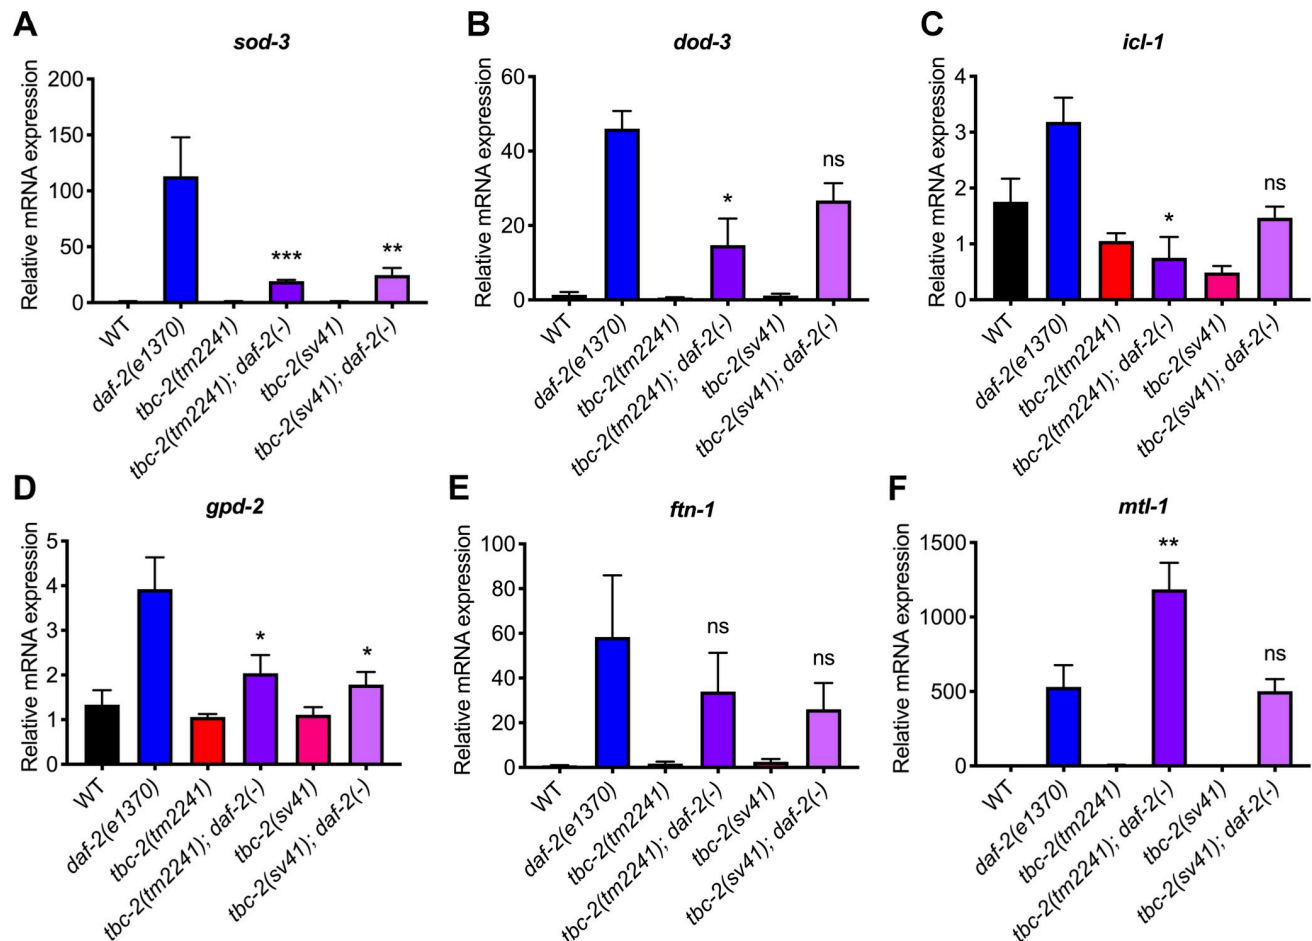 A
sod-3
Relative mRNA expression
200
150
100
50
0
***
**
WT
daf-2(e1370)
tbc-2(tm2241)
tbc-2(tm2241); daf-2(-)
tbc-2(sv41)
tbc-2(sv41); daf-2(-)
B
dod-3
Relative mRNA expression
60
40
20
0
*
ns
WT
daf-2(e1370)
tbc-2(tm2241)
tbc-2(tm2241); daf-2(-)
tbc-2(sv41)
tbc-2(sv41); daf-2(-)
C
icl-1
Relative mRNA expression
4
3
2
1
0
*
ns
WT
daf-2(e1370)
tbc-2(tm2241)
tbc-2(tm2241); daf-2(-)
tbc-2(sv41)
tbc-2(sv41); daf-2(-)
D
gpd-2
Relative mRNA expression
5
4
3
2
1
0
*
*
WT
daf-2(e1370)
tbc-2(tm2241)
tbc-2(tm2241); daf-2(-)
tbc-2(sv41)
tbc-2(sv41); daf-2(-)
E
ftn-1
Relative mRNA expression
100
80
60
40
20
0
ns
ns
WT
daf-2(e1370)
tbc-2(tm2241)
tbc-2(tm2241); daf-2(-)
tbc-2(sv41)
tbc-2(sv41); daf-2(-)
F
mtl-1
Relative mRNA expression
1500
1000
500
0
**
ns
WT
daf-2(e1370)
tbc-2(tm2241)
tbc-2(tm2241); daf-2(-)
tbc-2(sv41)
tbc-2(sv41); daf-2(-)